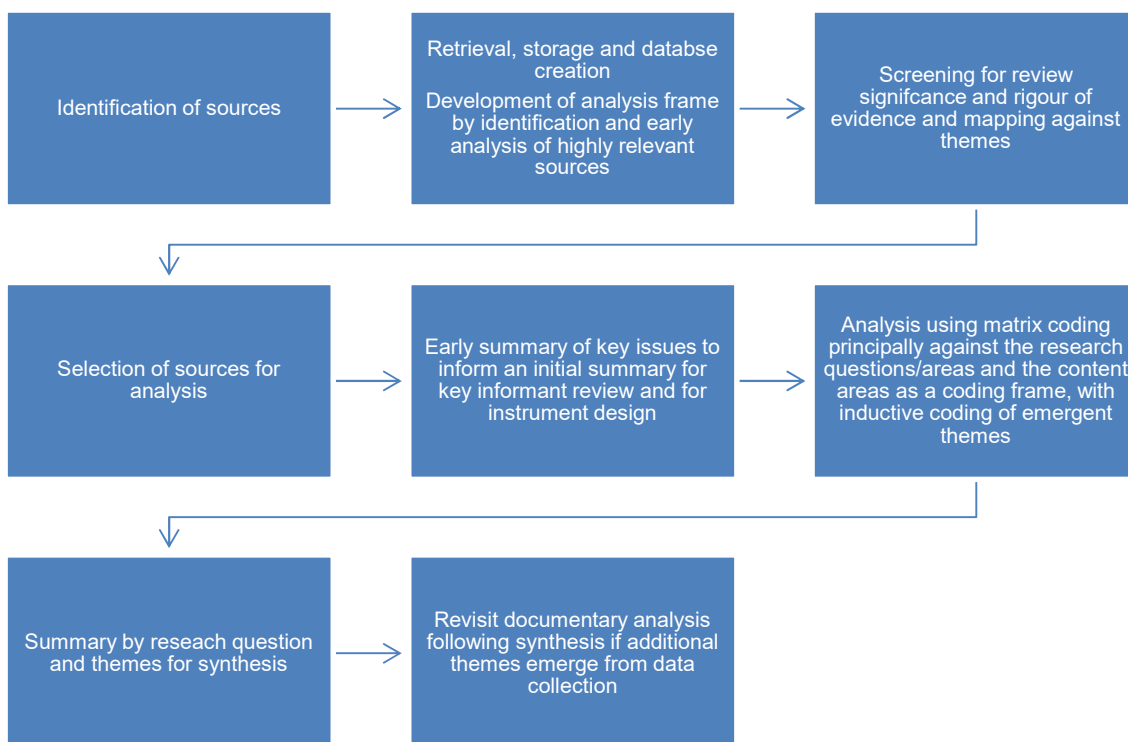 Identification of sources
Retrieval, storage and databse
creation
Development of analysis frame
by identification and early
analysis of highly relevant
sources
Screening for review
signifcance and rigour of
evidence and mapping against
themes
Selection of sources for
analysis
Early summary of key issues to
inform an initial summary for
key informant review and for
instrument design
Analysis using matrix coding
principally against the research
questions/areas and the content
areas as a coding frame, with
inductive coding of emergent
themes
Summary by reseach question
and themes for synthesis
Revisit documentary analysis
following synthesis if additional
themes emerge from data
collection